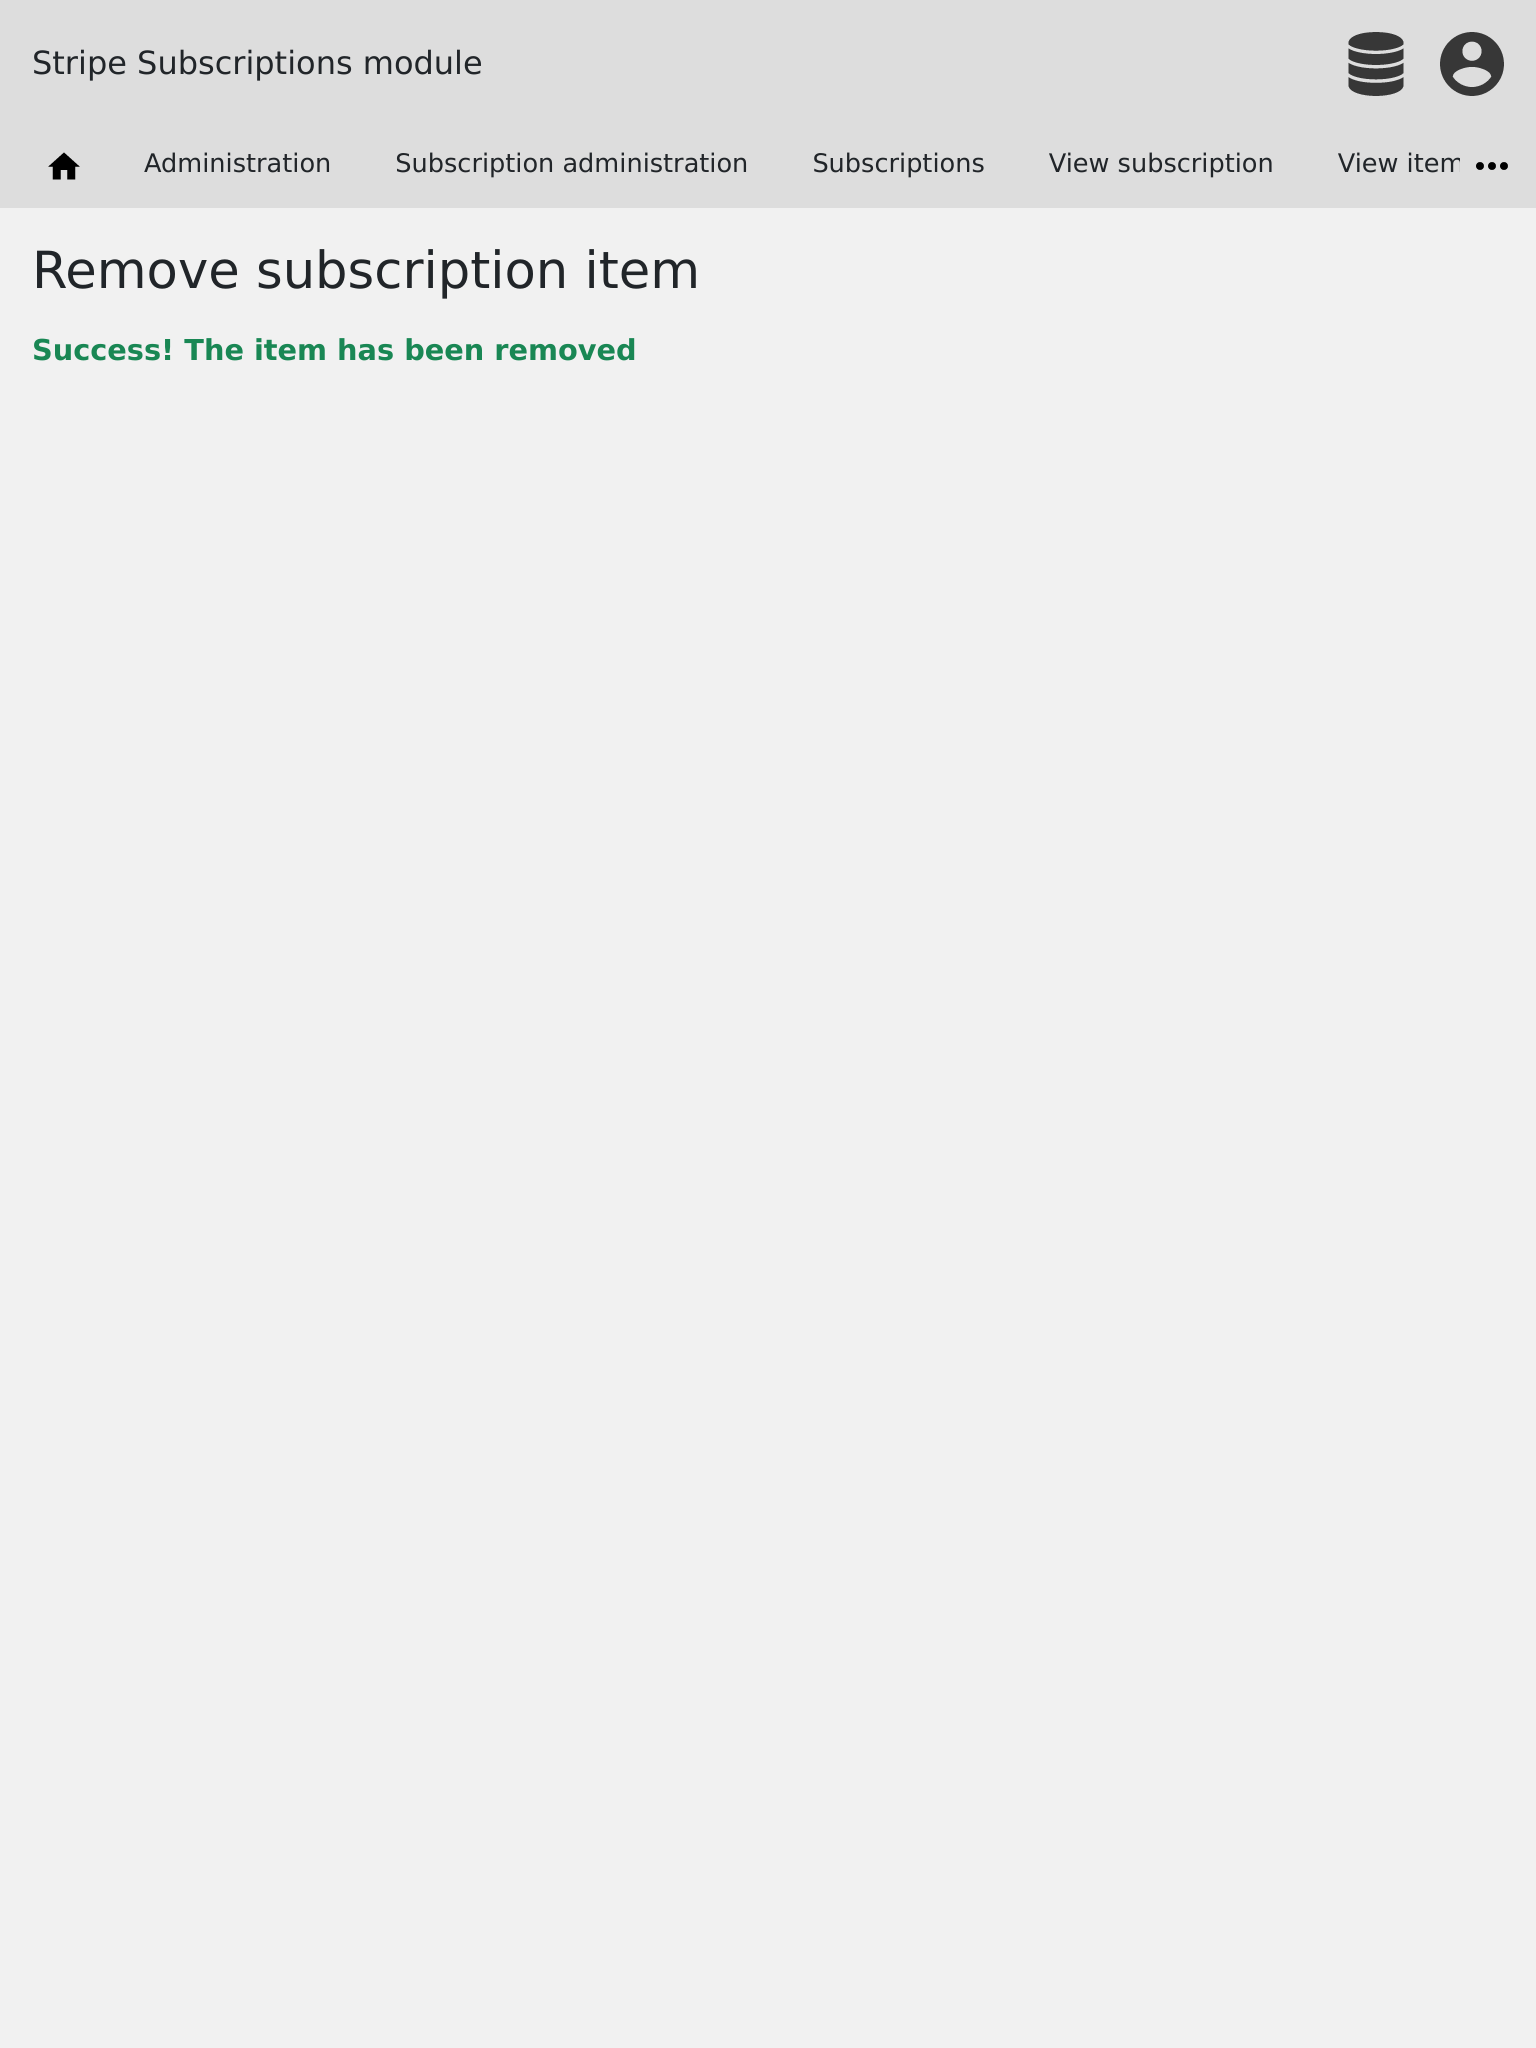 Stripe Subscriptions module
Administration Subscription administration Subscriptions View subscription View item
Remove subscription item
Success! The item has been removed